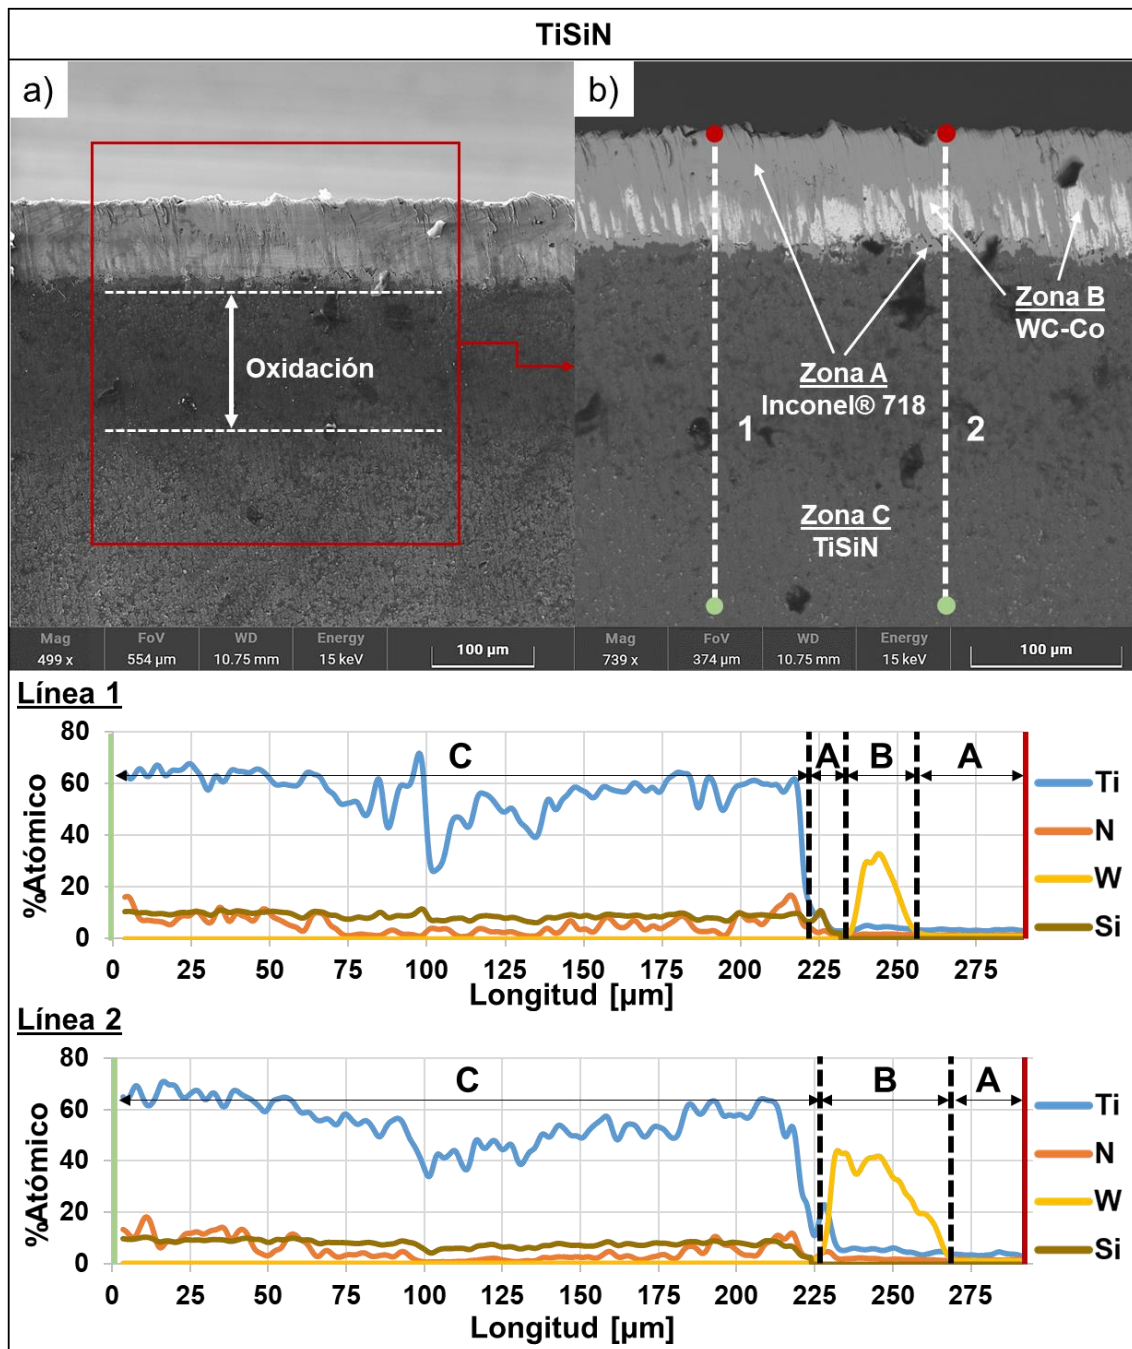 TiSiN
a)
b)
Oxidación
Zona B
WC-Co
Zona A
Inconel® 718
1
2
Zona C
TiSiN
Mag FoV WD Energy
499 x 554 µm 10.75 mm 15 keV 100 µm
Mag FoV WD Energy
739 x 374 µm 10.75 mm 15 keV 100 µm
Línea 1
80
60
40
20
0
%Atómico
C A B A
Ti
N
W
Si
0 25 50 75 100 125 150 175 200 225 250 275
Longitud [µm]
Línea 2
80
60
40
20
0
%Atómico
C B A
Ti
N
W
Si
0 25 50 75 100 125 150 175 200 225 250 275
Longitud [µm]